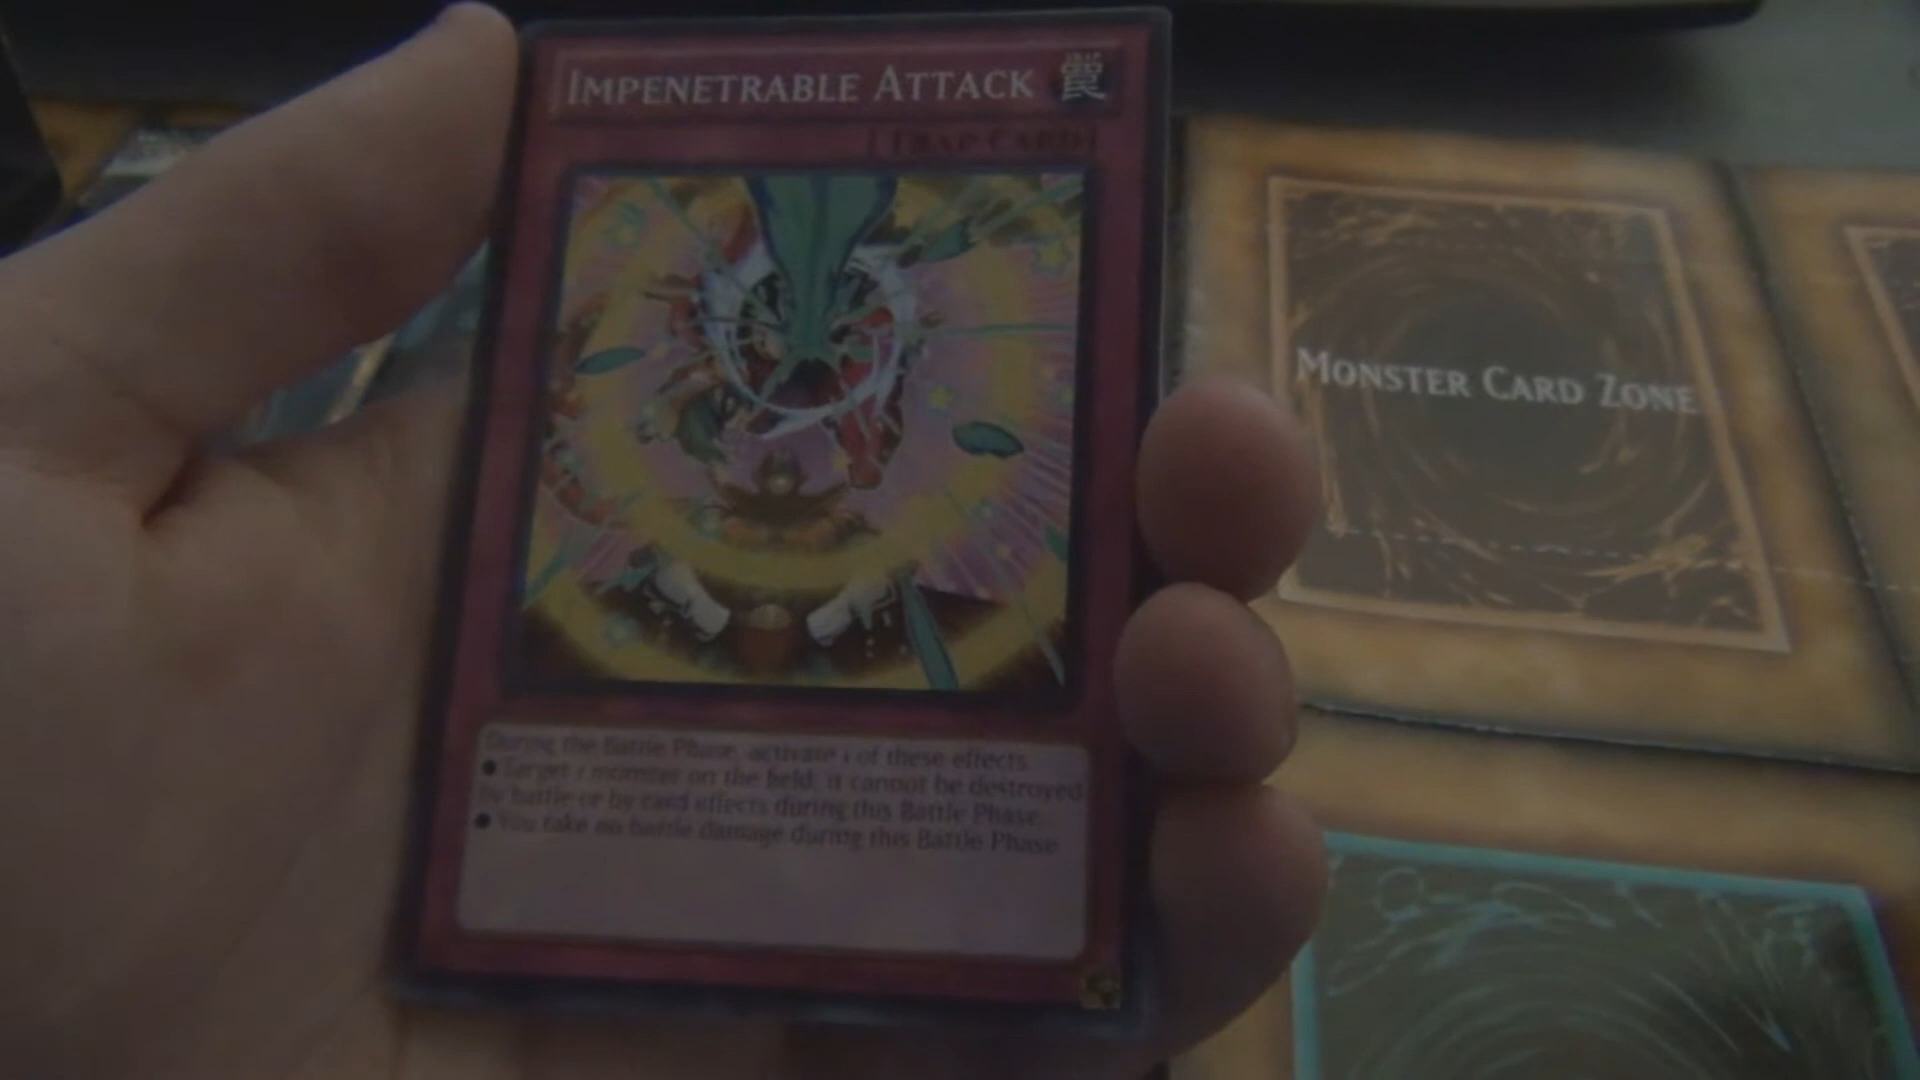 IMPENETRABLE ATTACK 罠
[TRAP CARD]
During the Battle Phase, activate 1 of these effects.
● Target 1 monster on the field; it cannot be destroyed
by battle or by card effects during this Battle Phase.
● You take no battle damage during this Battle Phase.
MONSTER CARD ZONE